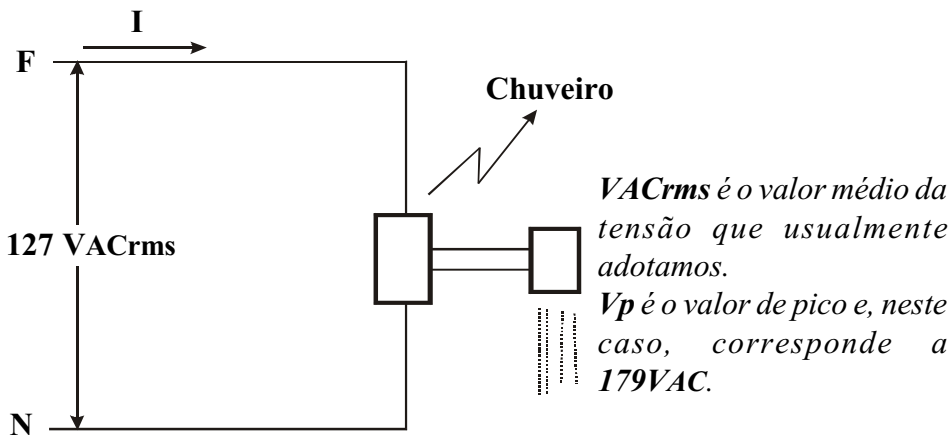 I
F
Chuveiro
VACrms é o valor médio da
tensão que usualmente
adotamos.
Vp é o valor de pico e, neste
caso, corresponde a
179VAC.
127 VACrms
N